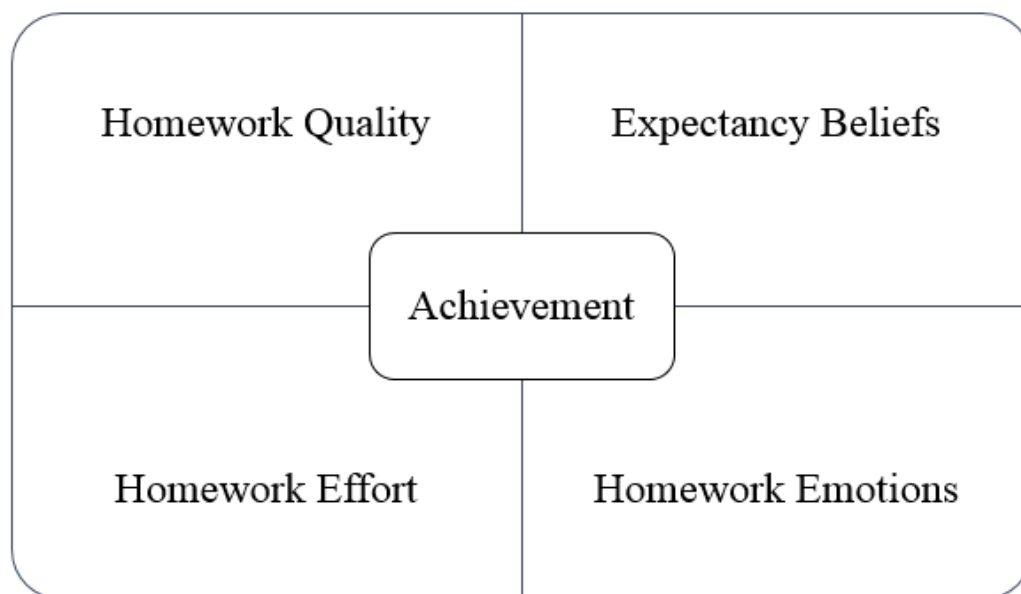 Homework Quality
Expectancy Beliefs
Achievement
Homework Effort
Homework Emotions